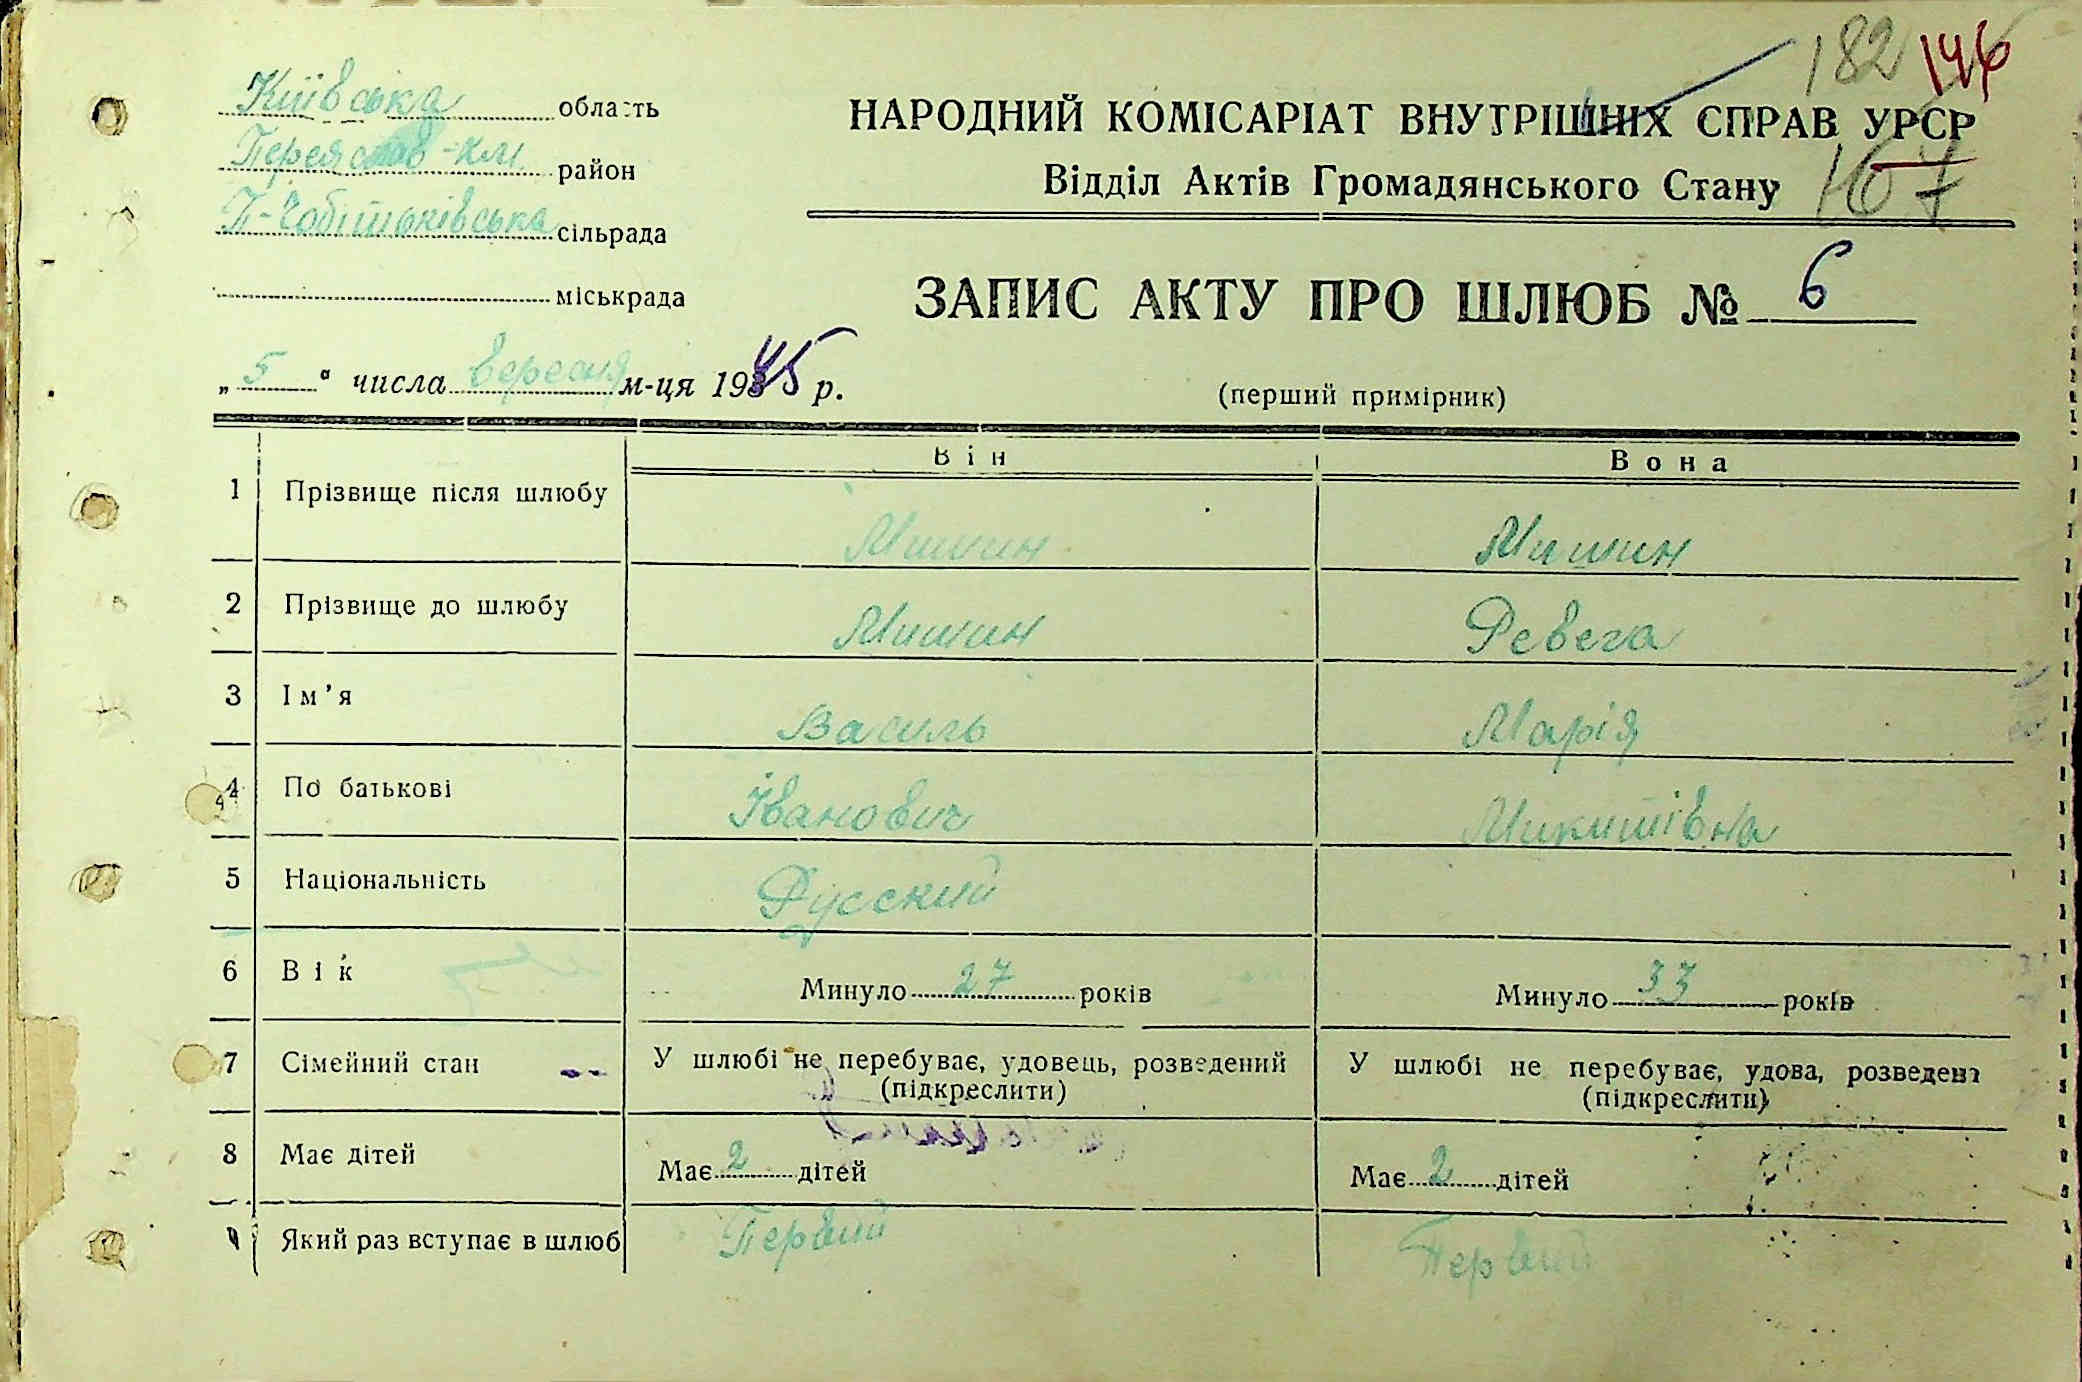 182 146
Київська область
НАРОДНИЙ КОМІСАРІАТ ВНУТРІШНІХ СПРАВ УРСР
Переяслав-Хм район
Відділ Актів Громадянського Стану 167
сільрада
міськрада
ЗАПИС АКТУ ПРО ШЛЮБ № 6
„5“ числа вересня м-ця 1945 р.
(перший примірник)
Він Вона
1 Прізвище після шлюбу Мишин Мишин
2 Прізвище до шлюбу Мишин Ревега
3 Ім'я Василь Марія
4 По батькові Іванович Микитівна
5 Національність Русский
6 Вік Минуло 27 років Минуло 33 років
7 Сімейний стан У шлюбі не перебуває, удовець, розведений У шлюбі не перебуває, удова, розведена
(підкреслити) (підкреслити)
8 Має дітей Має 2 дітей Має 2 дітей
9 Який раз вступає в шлюб Первий Первий